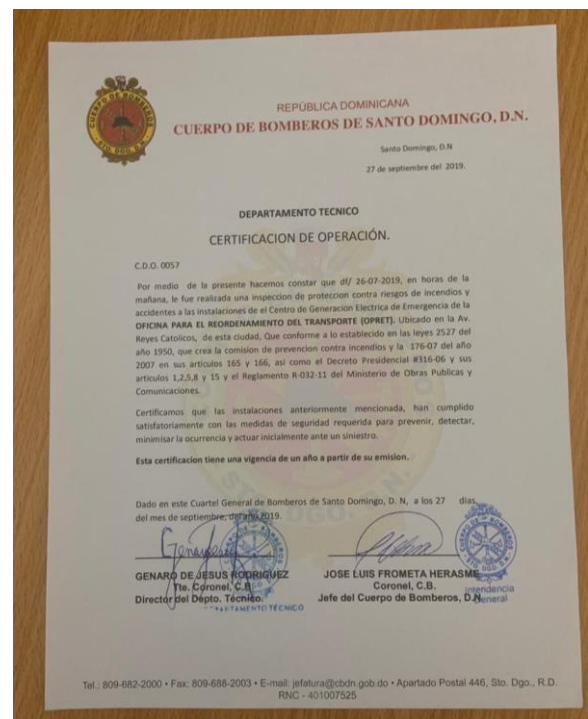 REPÚBLICA DOMINICANA
CUERPO DE BOMBEROS DE SANTO DOMINGO, D.N.
Santo Domingo, D.N
27 de septiembre del 2019.
DEPARTAMENTO TECNICO
CERTIFICACION DE OPERACIÓN.
C.D.O. 0057
Por medio de la presente hacemos constar que df/ 26-07-2019, en horas de la
mañana, le fue realizada una inspeccion de proteccion contra riesgos de incendios y
accidentes a las instalaciones de el Centro de Generacion Electrica de Emergencia de la
OFICINA PARA EL REORDENAMIENTO DEL TRANSPORTE (OPRET). Ubicado en la Av.
Reyes Catolicos, de esta ciudad, Que conforme a lo establecido en las leyes 2527 del
año 1950, que crea la comision de prevencion contra incendios y la 176-07 del año
2007 en sus articulos 165 y 166, asi como el Decreto Presidencial #316-06 y sus
articulos 1,2,5,8 y 15 y el Reglamento R-032-11 del Ministerio de Obras Publicas y
Comunicaciones.
Certificamos que las instalaciones anteriormente mencionada, han cumplido
satisfactoriamente con las medidas de seguridad requerida para prevenir, detectar,
minimisar la ocurrencia y actuar inicialmente ante un siniestro.
Esta certificacion tiene una vigencia de un año a partir de su emision.
Dado en este Cuartel General de Bomberos de Santo Domingo, D. N, a los 27 dias
del mes de septiembre, del año 2019.
GENARO DE JESUS RODRIGUEZ
Tte. Coronel, C.B.
Director del Depto. Técnico.
DEPARTAMENTO TÉCNICO
JOSE LUIS FROMETA HERASME
Coronel, C.B.
Jefe del Cuerpo de Bomberos, D.N.
Intendencia
General
Tel.: 809-682-2000 • Fax: 809-688-2003 • E-mail: jefatura@cbdn.gob.do • Apartado Postal 446, Sto. Dgo., R.D.
RNC - 401007525